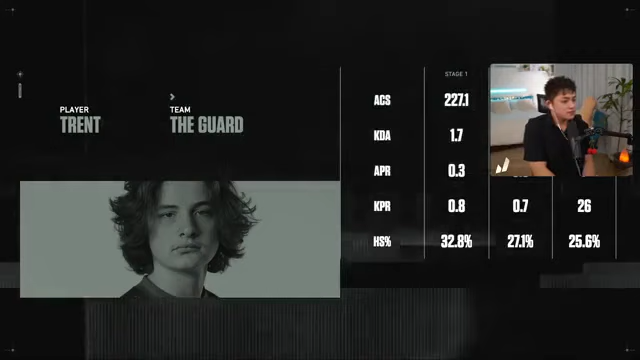 STAGE 1
PLAYER
TEAM
TRENT
THE GUARD
ACS 227.1
KDA 1.7
APR 0.3
KPR 0.8 0.7 26
HS% 32.8% 27.1% 25.6%